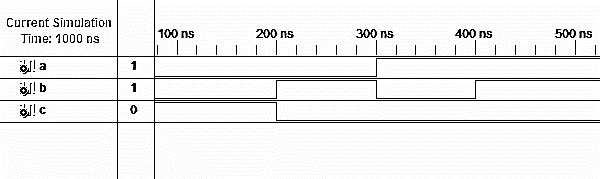 Current Simulation
Time: 1000 ns
100 ns 200 ns 300 ns 400 ns 500 ns
a 1
b 1
c 0